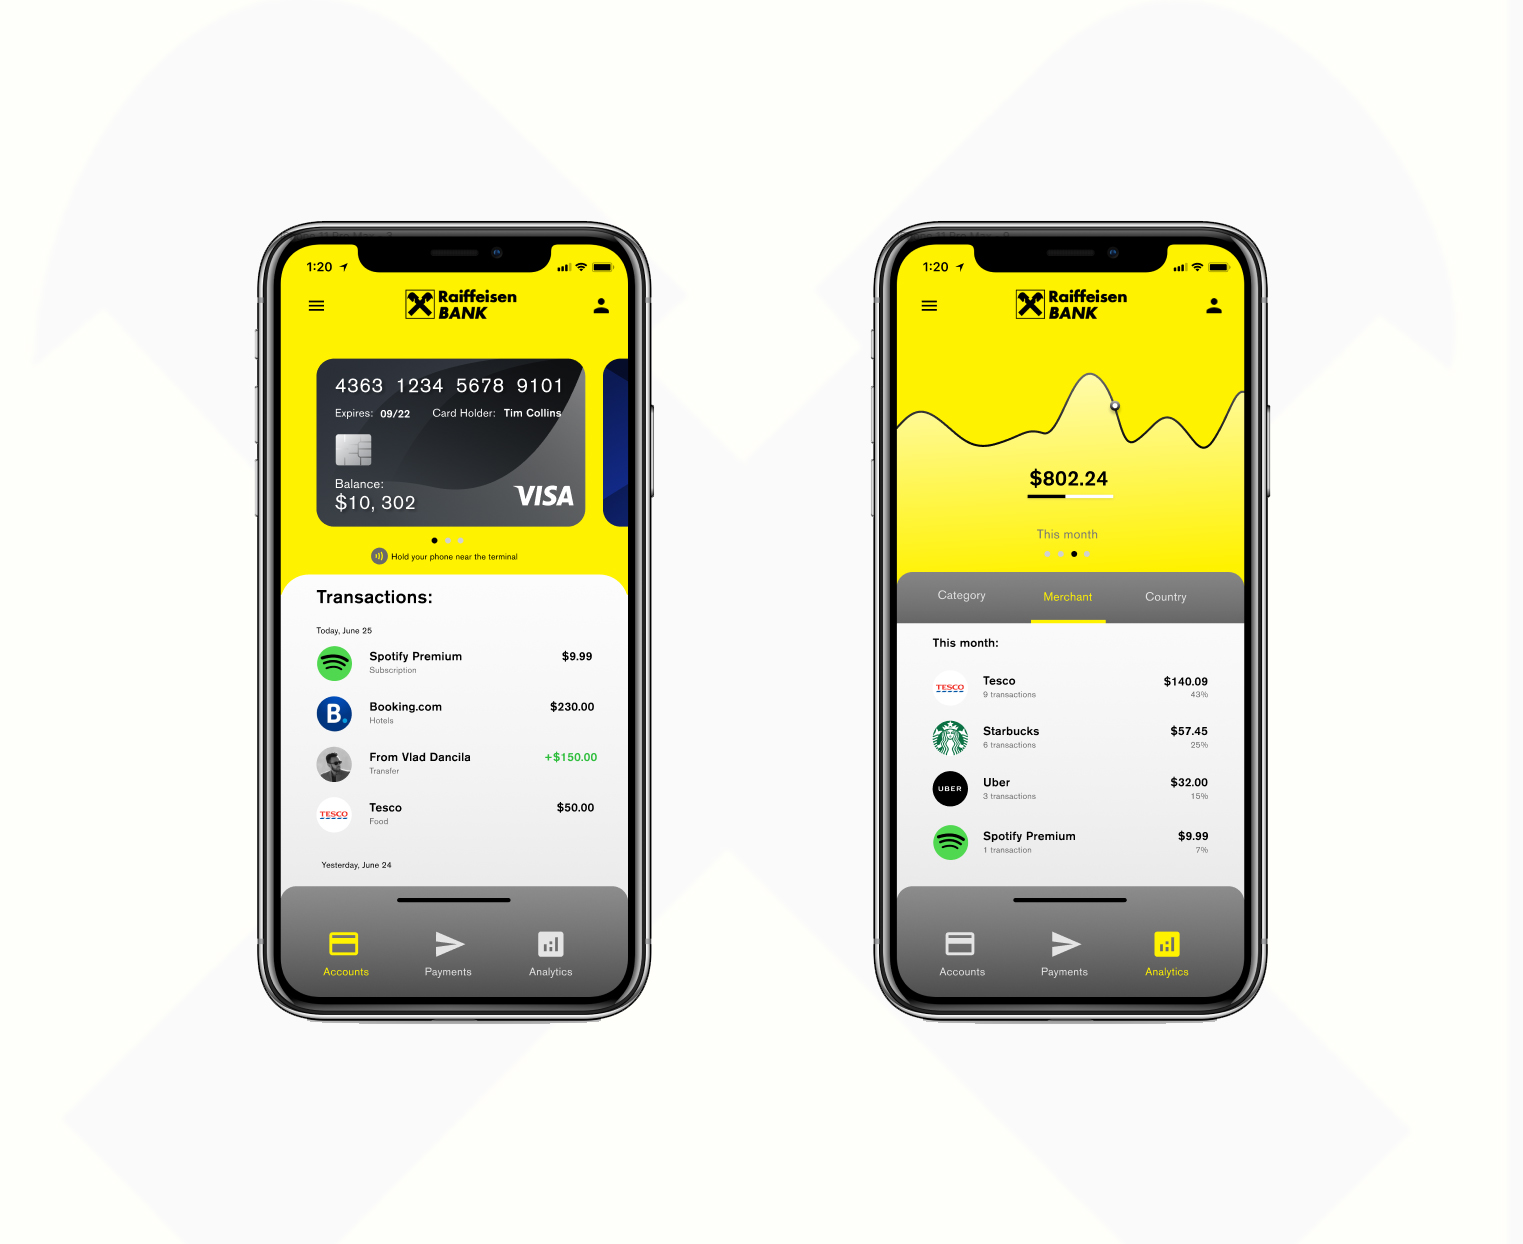 1:20
Raiffeisen
BANK
4363 1234 5678 9101
Expires: 09/22 Card Holder: Tim Collins
Balance:
$10, 302
VISA
Hold your phone near the terminal
Transactions:
Today, June 25
Spotify Premium $9.99
Subscription
B.
Booking.com $230.00
Hotels
From Vlad Dancila +$150.00
Transfer
TESCO
Tesco $50.00
Food
Yesterday, June 24
Accounts Payments Analytics
1:20
Raiffeisen
BANK
$802.24
This month
Category Merchant Country
This month:
TESCO
Tesco $140.09
9 transactions 43%
Starbucks $57.45
6 transactions 25%
UBER
Uber $32.00
3 transactions 15%
Spotify Premium $9.99
1 transaction 7%
Accounts Payments Analytics